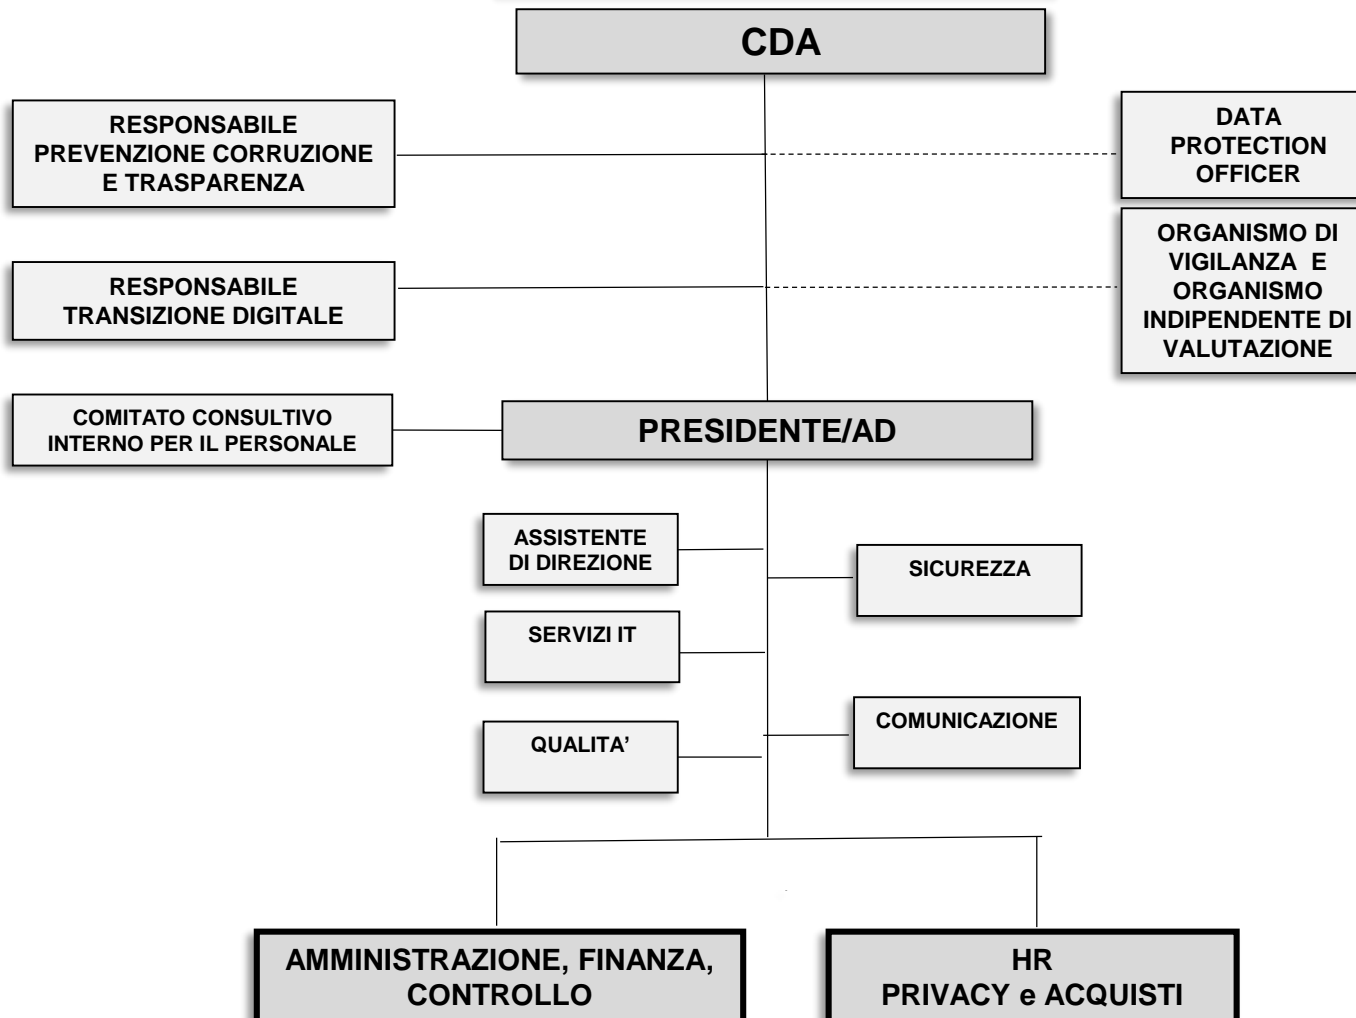 CDA
RESPONSABILE
PREVENZIONE CORRUZIONE
E TRASPARENZA
DATA
PROTECTION
OFFICER
ORGANISMO DI
VIGILANZA E
ORGANISMO
INDIPENDENTE DI
VALUTAZIONE
RESPONSABILE
TRANSIZIONE DIGITALE
COMITATO CONSULTIVO
INTERNO PER IL PERSONALE
PRESIDENTE/AD
ASSISTENTE
DI DIREZIONE
SICUREZZA
SERVIZI IT
COMUNICAZIONE
QUALITA’
AMMINISTRAZIONE, FINANZA,
CONTROLLO
HR
PRIVACY e ACQUISTI